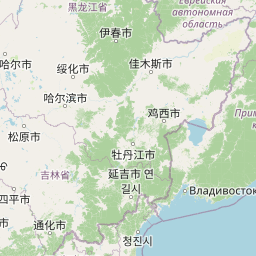 黑龙江省
Еврейская
автономная
область
伊春市
哈尔市
绥化市
佳木斯市
哈尔滨市
鸡西市
При
松原市
牡丹江市
吉林省
延吉市 연
길시
Владивосток
四平市
通化市
청진시